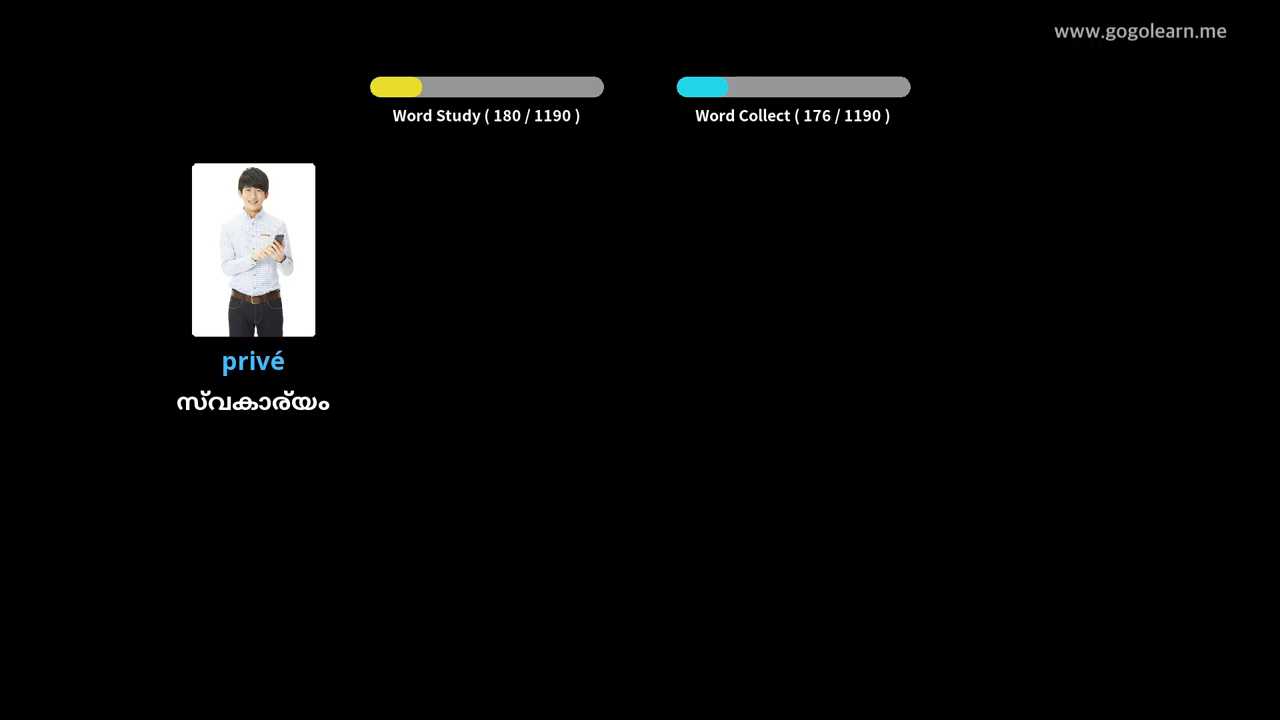 www.gogolearn.me
Word Study ( 180 / 1190 )
Word Collect ( 176 / 1190 )
privé
സ്വകാര്യം